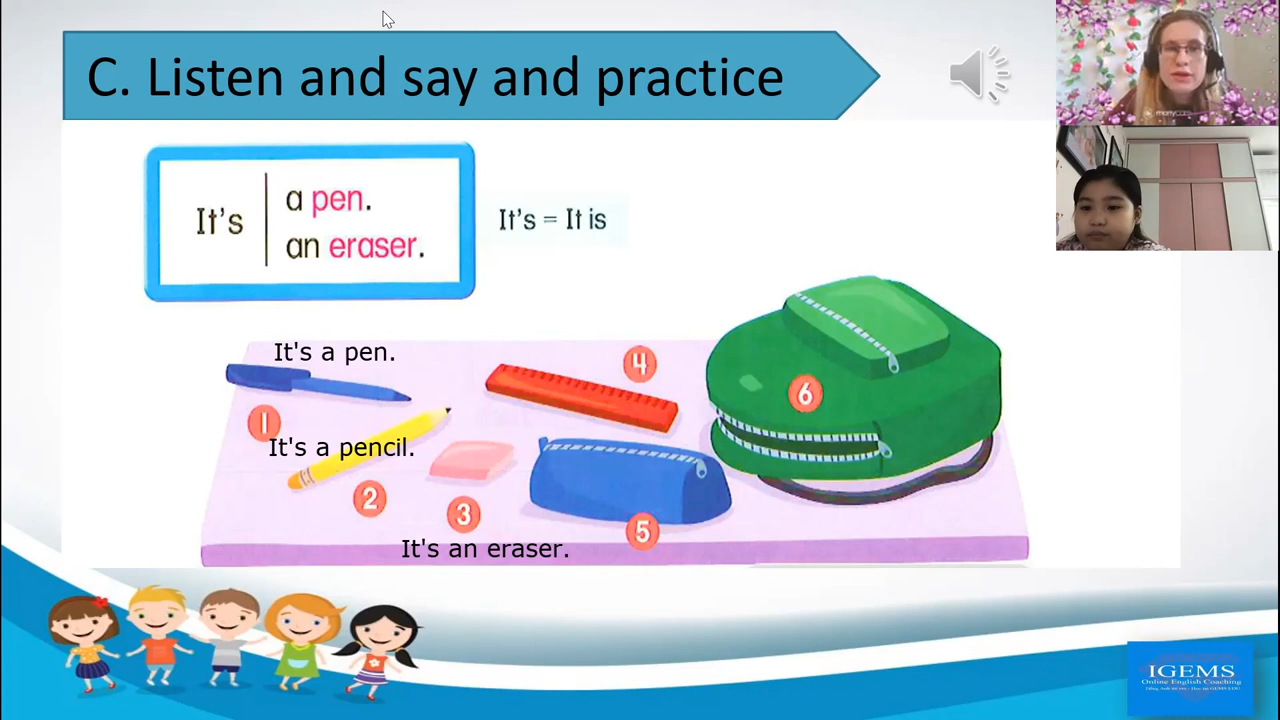 C. Listen and say and practice
It's
a pen.
an eraser.
It's = It is
It's a pen.
1
It's a pencil.
2
3
It's an eraser.
4
5
6
IGEMS
Online English Coaching